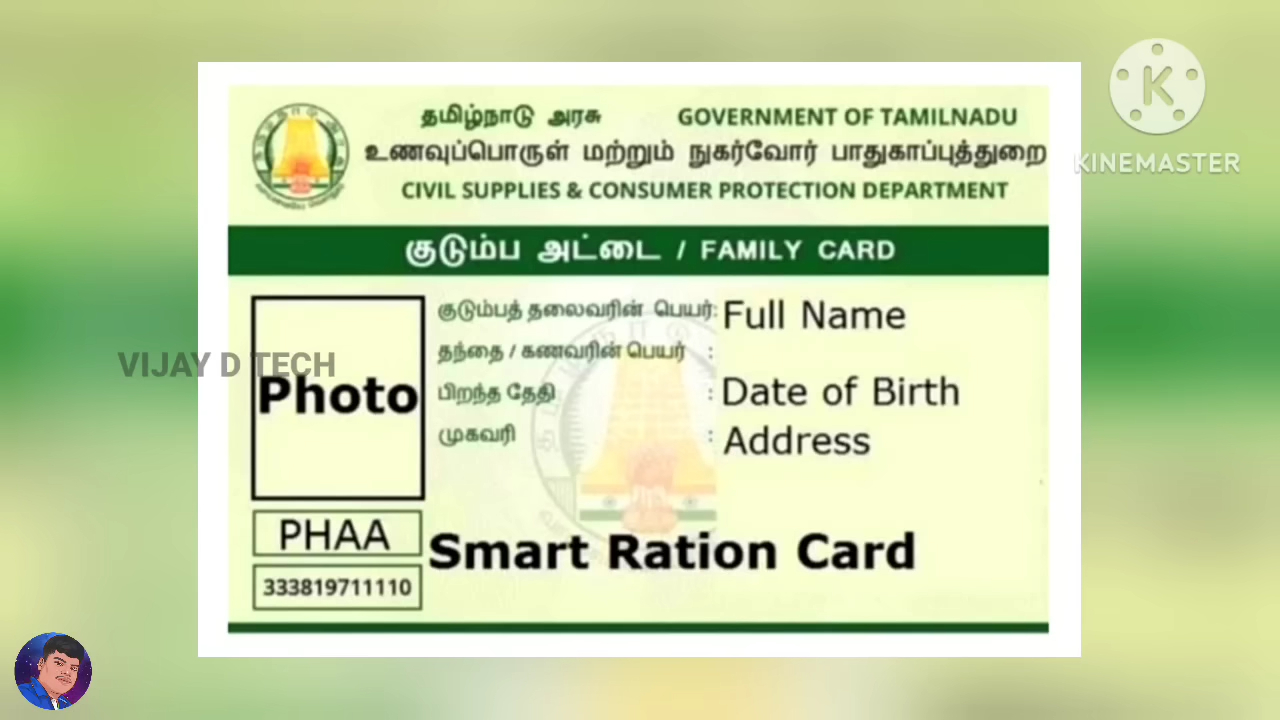 தமிழ்நாடு அரசு GOVERNMENT OF TAMILNADU
உணவுப்பொருள் மற்றும் நுகர்வோர் பாதுகாப்புத்துறை
CIVIL SUPPLIES & CONSUMER PROTECTION DEPARTMENT
KINEMASTER
குடும்ப அட்டை / FAMILY CARD
குடும்பத் தலைவரின் பெயர்: Full Name
தந்தை / கணவரின் பெயர் :
VIJAY D TECH
Photo
பிறந்த தேதி : Date of Birth
முகவரி : Address
PHAA
Smart Ration Card
333819711110